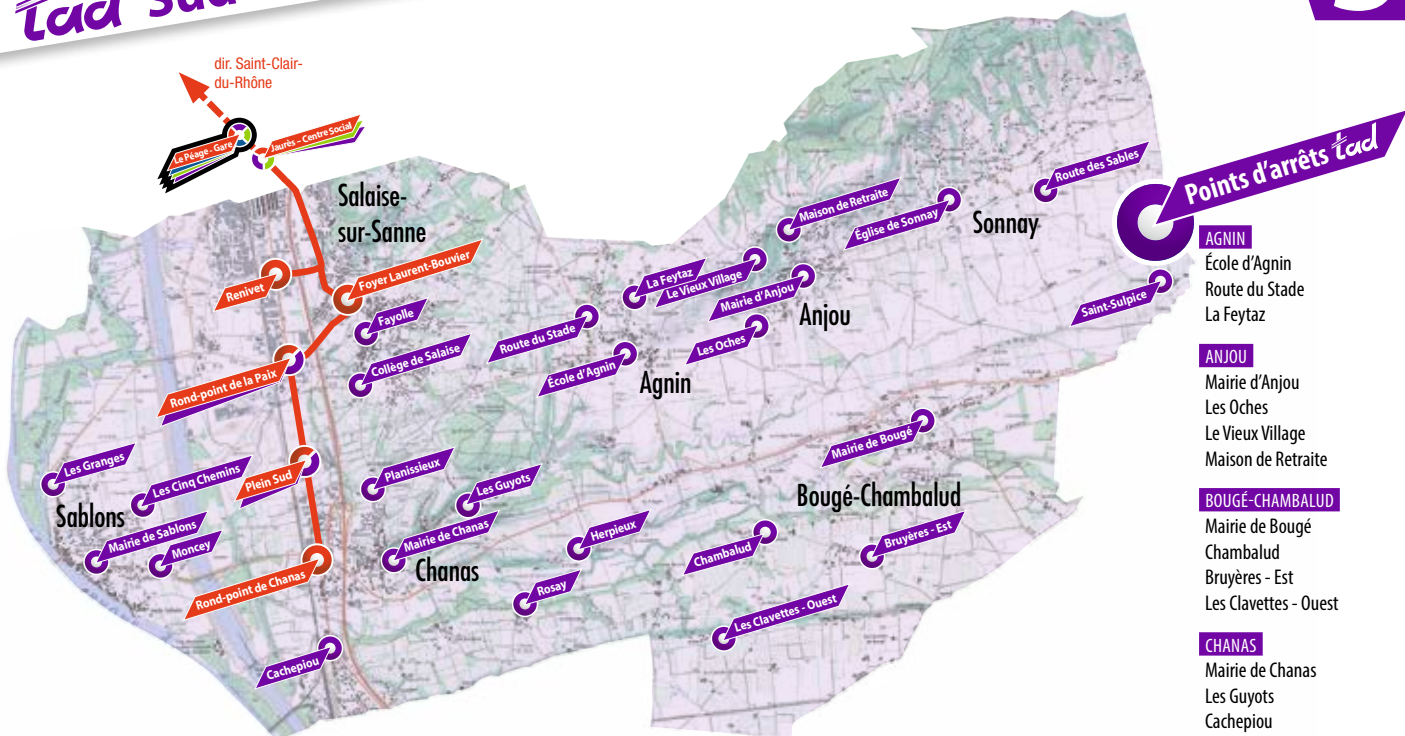 tad Sud
dir. Saint-Clair-
du-Rhône
Le Péage - Gare
Jaurès - Centre Social
Salaise-
sur-Sanne
Renivet
Foyer Laurent-Bouvier
Fayolle
Collège de Salaise
Rond-point de la Paix
Route du Stade
École d'Agnin
Agnin
La Feytaz
Le Vieux Village
Mairie d'Anjou
Les Oches
Anjou
Maison de Retraite
Église de Sonnay
Sonnay
Route des Sables
Saint-Sulpice
Les Granges
Les Cinq Chemins
Sablons
Mairie de Sablons
Moncey
Plein Sud
Rond-point de Chanas
Planissieux
Les Guyots
Mairie de Chanas
Chanas
Herpieux
Rosay
Cachepiou
Mairie de Bougé
Bougé-Chambalud
Chambalud
Bruyères - Est
Les Clavettes - Ouest
Points d'arrêts tad
AGNIN
École d'Agnin
Route du Stade
La Feytaz
ANJOU
Mairie d'Anjou
Les Oches
Le Vieux Village
Maison de Retraite
BOUGÉ-CHAMBALUD
Mairie de Bougé
Chambalud
Bruyères - Est
Les Clavettes - Ouest
CHANAS
Mairie de Chanas
Les Guyots
Cachepiou